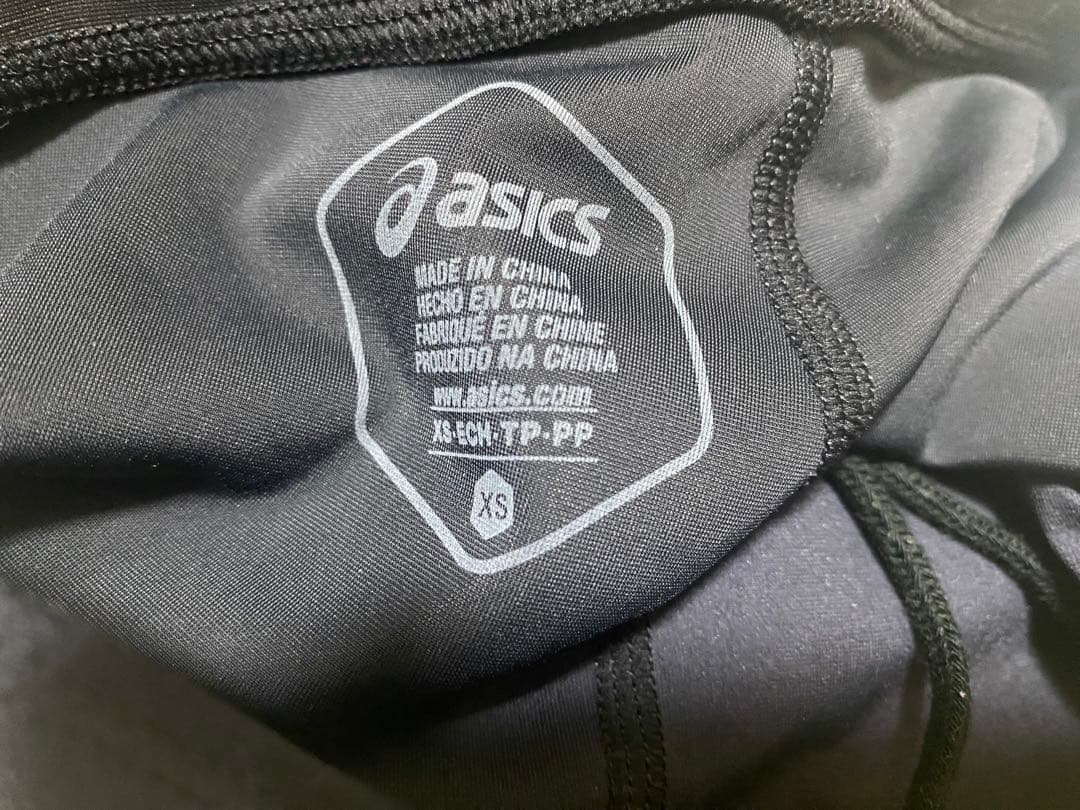 asics
MADE IN CHINA
HECHO EN CHINA
FABRIQUE EN CHINE
PRODUZIDO NA CHINA
www.asics.com
XS-ECH-TP-PP
XS